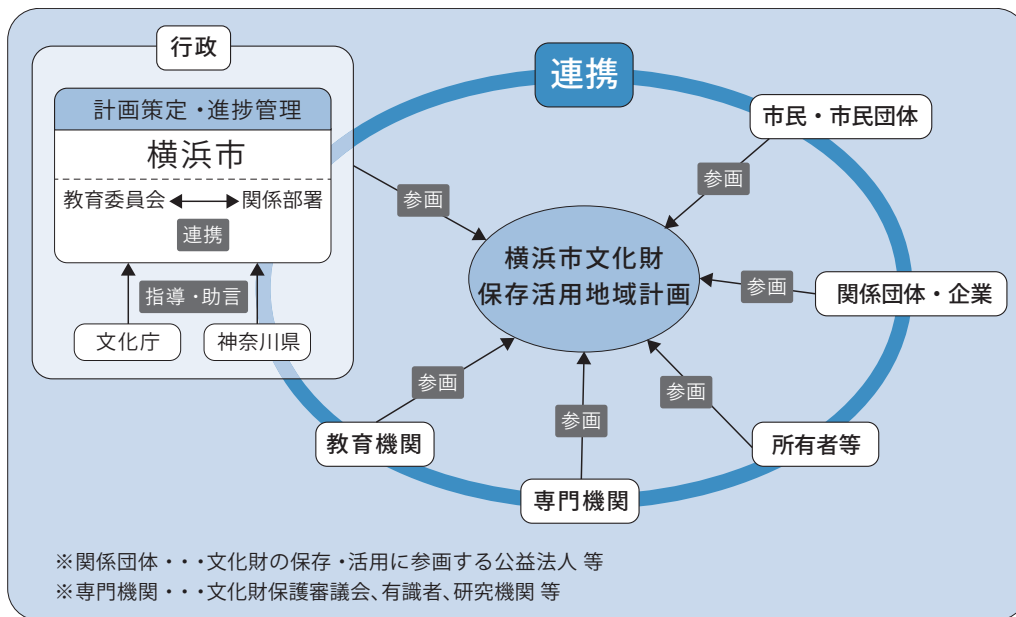 行政
計画策定・進捗管理
横浜市
教育委員会
関係部署
連携
指導・助言
文化庁
神奈川県
連携
市民・市民団体
参画
参画
横浜市文化財
保存活用地域計画
参画
関係団体・企業
参画
参画
参画
教育機関
専門機関
所有者等
※関係団体・・・文化財の保存・活用に参画する公益法人 等
※専門機関・・・文化財保護審議会、有識者、研究機関 等